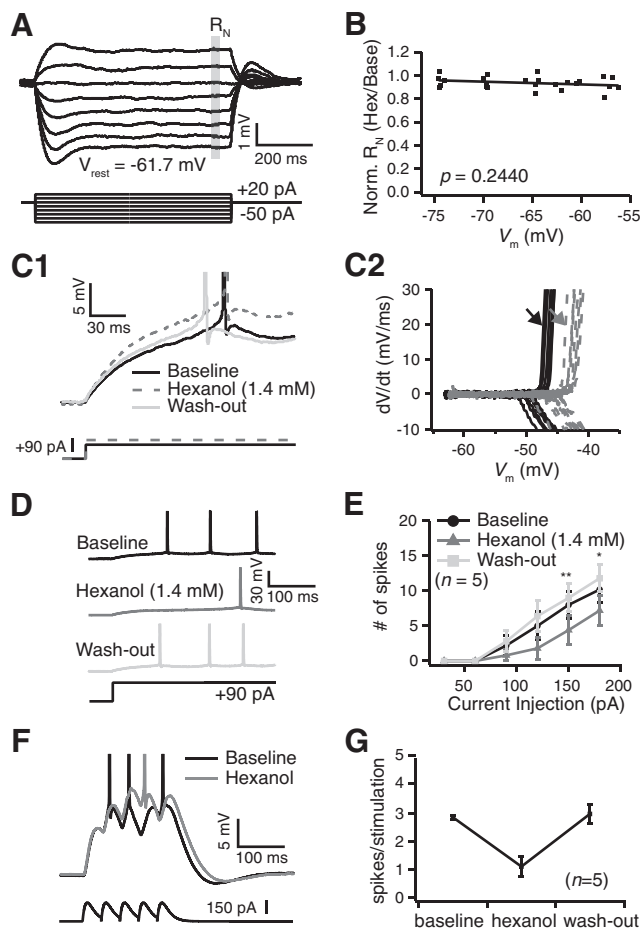 A
R_N
V_rest = -61.7 mV
1 mV
200 ms
+20 pA
-50 pA
B
Norm. R_N (Hex/Base)
1.2
1.0
0.8
0.6
0.4
0.2
0.0
p = 0.2440
-75 -70 -65 -60 -55
V_m (mV)
C1
5 mV
30 ms
Baseline
Hexanol (1.4 mM)
Wash-out
+90 pA
C2
dV/dt (mV/ms)
30
20
10
0
-10
-60 -50 -40
V_m (mV)
D
Baseline
Hexanol (1.4 mM)
30 mV
100 ms
Wash-out
+90 pA
E
Baseline
Hexanol (1.4 mM)
Wash-out
(n = 5)
# of spikes
20
15
10
5
0
**
*
50 100 150 200
Current Injection (pA)
F
Baseline
Hexanol
5 mV
100 ms
150 pA
G
spikes/stimulation
5
4
3
2
1
0
(n=5)
baseline hexanol wash-out